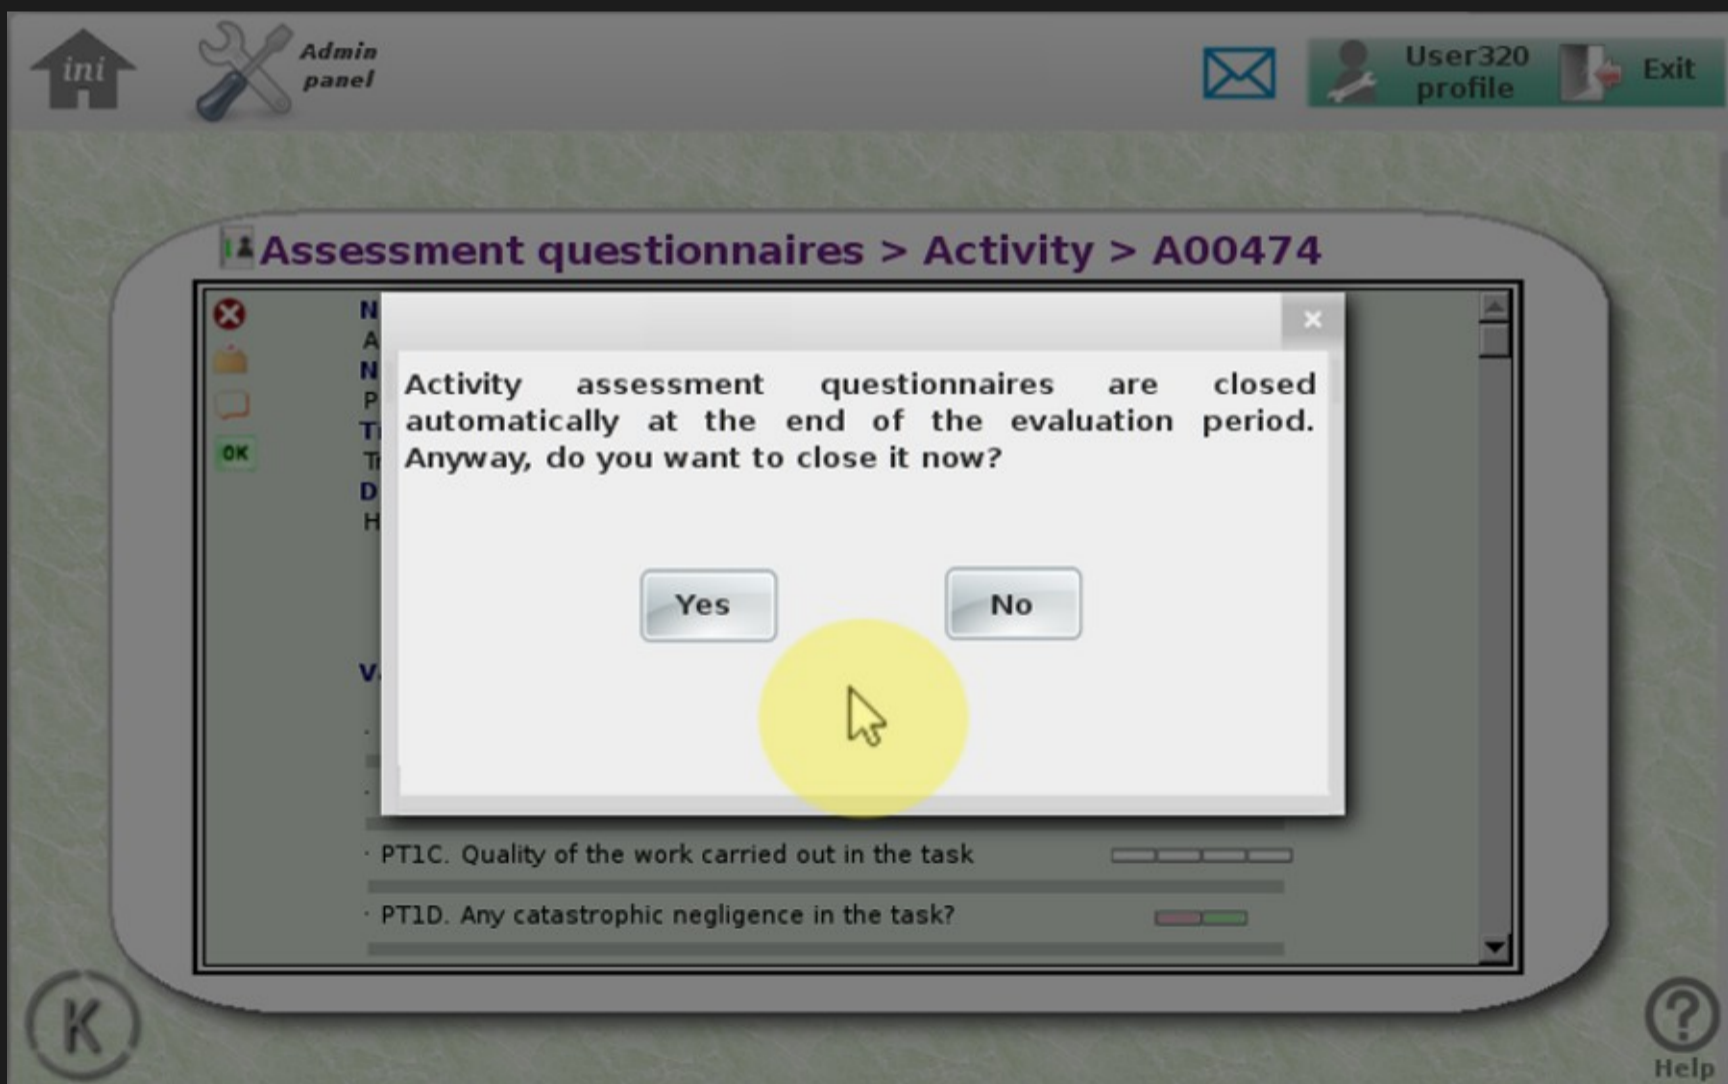 ini
Admin
panel
User320
profile
Exit
Assessment questionnaires > Activity > A00474
Activity assessment questionnaires are closed
automatically at the end of the evaluation period.
Anyway, do you want to close it now?
OK
Yes
No
PT1C. Quality of the work carried out in the task
PT1D. Any catastrophic negligence in the task?
K
Help